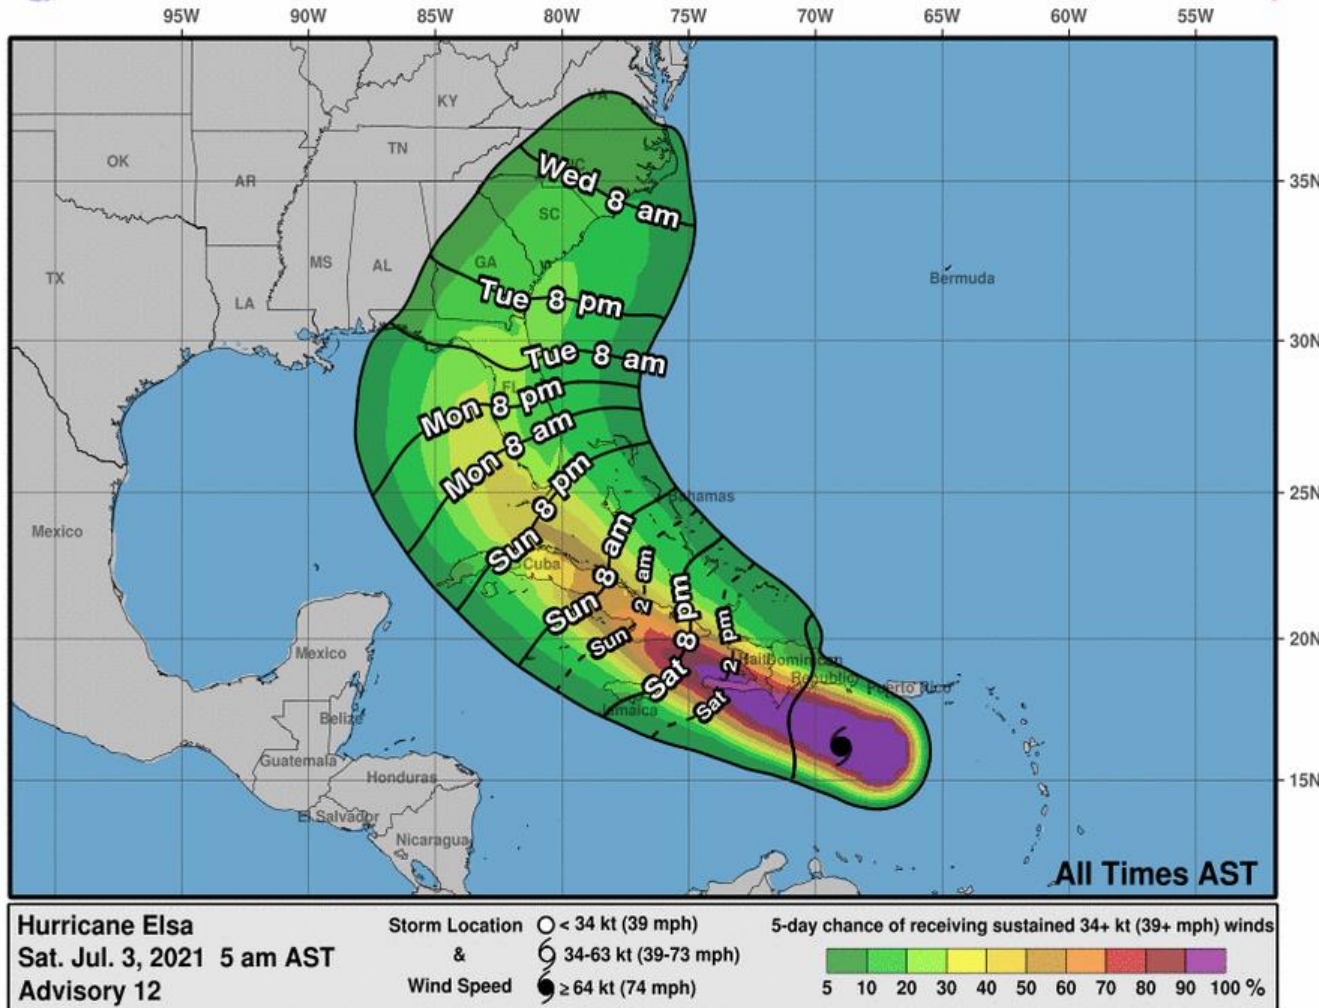 95W 90W 85W 80W 75W 70W 65W 60W 55W
VA
KY
OK
TN
NC
AR
Wed 8 am
35N
SC
MS
AL
GA
TX
Bermuda
LA
Tue 8 pm
30N
Tue 8 am
FL
Mon 8 pm
Mon 8 am
25N
Bahamas
Sun 8 pm
Mexico
Cuba
Sun 8 am
Sun 2 am
Sat 8 pm
Sat 2 pm
20N
Mexico
Haiti
Dominican
Republic
Puerto Rico
Jamaica
Belize
Guatemala
Honduras
15N
El Salvador
Nicaragua
All Times AST
Hurricane Elsa
Sat. Jul. 3, 2021 5 am AST
Advisory 12
Storm Location
&
Wind Speed
< 34 kt (39 mph)
34-63 kt (39-73 mph)
≥ 64 kt (74 mph)
5-day chance of receiving sustained 34+ kt (39+ mph) winds
5 10 20 30 40 50 60 70 80 90 100 %